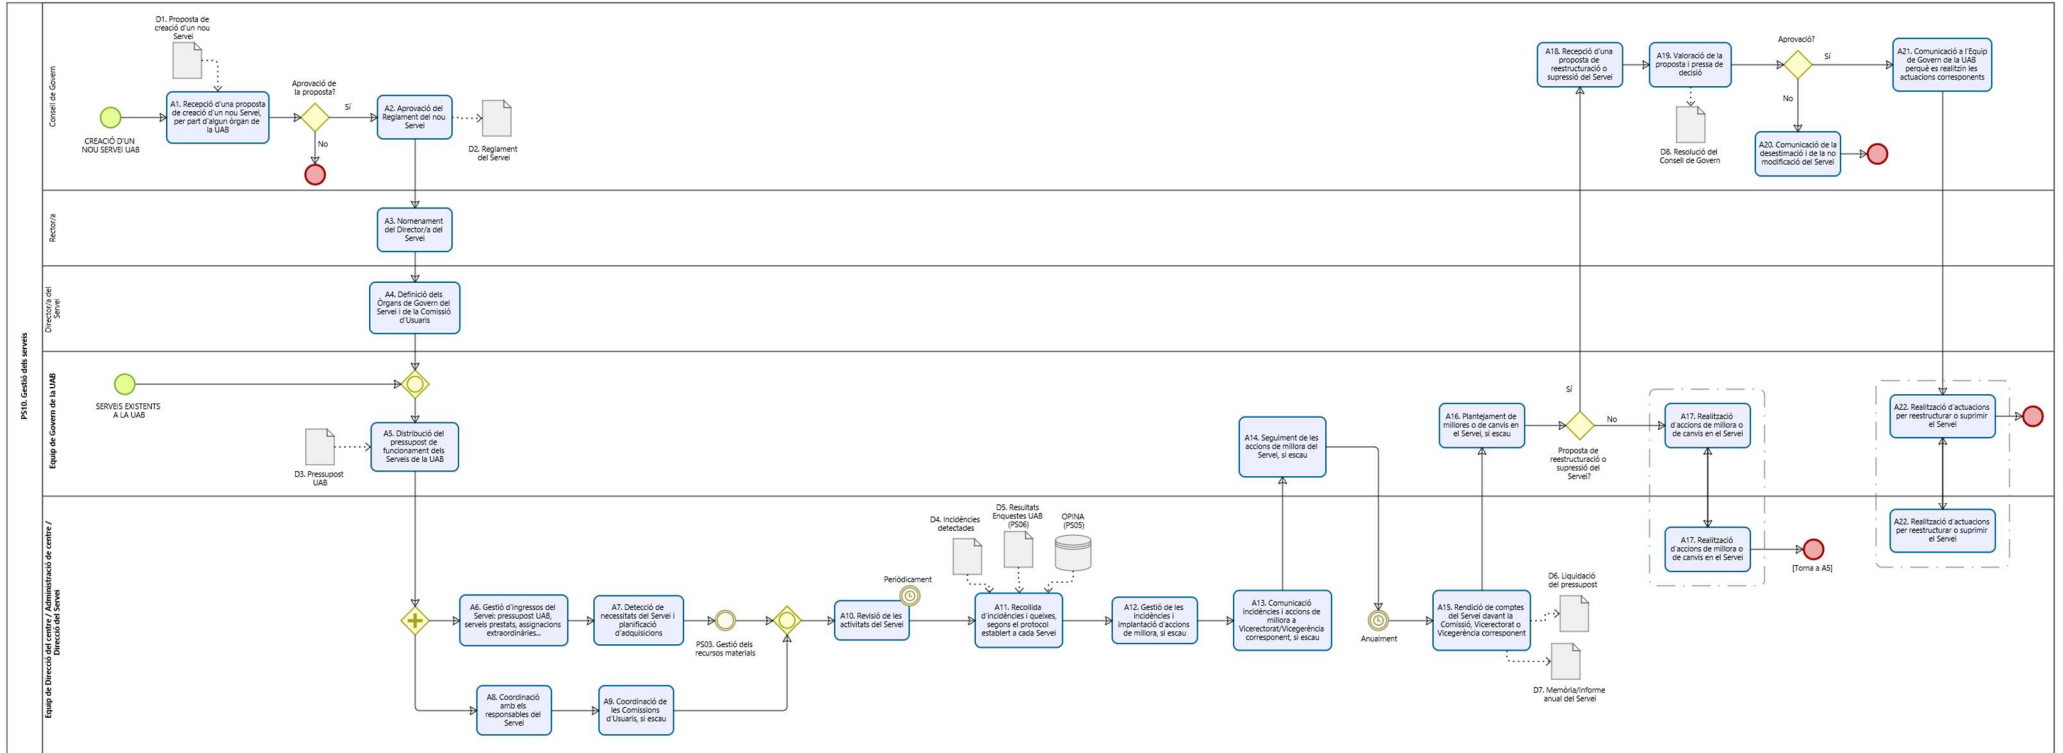 PS10. Gestió dels serveis
Consell de Govern
D1. Proposta de
creació d'un nou
Servei
CREACIÓ D'UN
NOU SERVEI UAB
A1. Recepció d'una proposta
de creació d'un nou Servei,
per part d'algun òrgan de
la UAB
Aprovació de
la proposta?
Sí
No
A2. Aprovació del
Reglament del nou
Servei
D2. Reglament
del Servei
A18. Recepció d'una
proposta de
reestructuració o
supressió del Servei
A19. Valoració de la
proposta i pressa de
decisió
D8. Resolució del
Consell de Govern
Aprovació?
Sí
No
A20. Comunicació de la
desestimació i de la no
modificació del Servei
A21. Comunicació a l'Equip
de Govern de la UAB
perquè es realitzin les
actuacions corresponents
Rector/a
A3. Nomenament
del Director/a del
Servei
Director/a del
Servei
A4. Definició dels
Òrgans de Govern del
Servei i de la Comissió
d'Usuaris
Equip de Govern de la UAB
SERVEIS EXISTENTS
A LA UAB
D3. Pressupost
UAB
A5. Distribució del
pressupost de
funcionament dels
Serveis de la UAB
A14. Seguiment de les
accions de millora del
Servei, si escau
A16. Plantejament de
millores o de canvis en
el Servei, si escau
Sí
No
Proposta de
reestructuració o
supressió del
Servei?
A17. Realització
d'accions de millora o
de canvis en el Servei
A22. Realització d'actuacions
per reestructurar o suprimir
el Servei
Equip de Direcció del centre / Administració de centre /
Direcció del Servei
A6. Gestió d'ingressos del
Servei: pressupost UAB,
serveis prestats, assignacions
extraordinàries...
A7. Detecció de
necessitats del Servei i
planificació
d'adquisicions
PS03. Gestió dels
recursos materials
A8. Coordinació
amb els
responsables del
Servei
A9. Coordinació de
les Comissions
d'Usuaris, si escau
Periòdicament
A10. Revisió de les
activitats del Servei
D4. Incidències
detectades
D5. Resultats
Enquestes UAB
(PS06)
OPINA
(PS05)
A11. Recollida
d'incidències i queixes,
segons el protocol
establert a cada Servei
A12. Gestió de les
incidències i
implantació d'accions
de millora, si escau
A13. Comunicació
incidències i accions de
millora a
Vicerectorat/Vicegerència
corresponent, si escau
Anualment
A15. Rendició de comptes
del Servei davant la
Comissió, Vicerectorat o
Vicegerència corresponent
D6. Liquidació
del pressupost
D7. Memòria/Informe
anual del Servei
A17. Realització
d'accions de millora o
de canvis en el Servei
[Torna a A5]
A22. Realització d'actuacions
per reestructurar o suprimir
el Servei